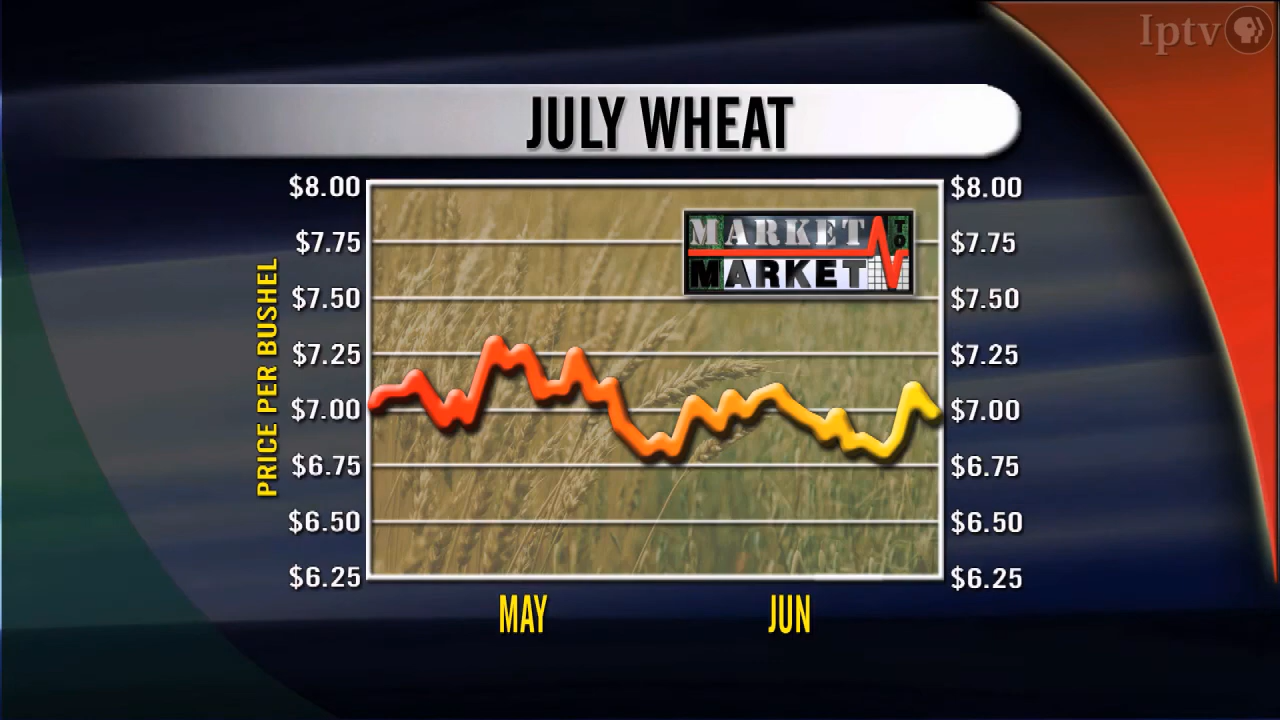 Iptv
JULY WHEAT
MARKET TO
MARKET
PRICE PER BUSHEL
$8.00 $8.00
$7.75 $7.75
$7.50 $7.50
$7.25 $7.25
$7.00 $7.00
$6.75 $6.75
$6.50 $6.50
$6.25 $6.25
MAY JUN